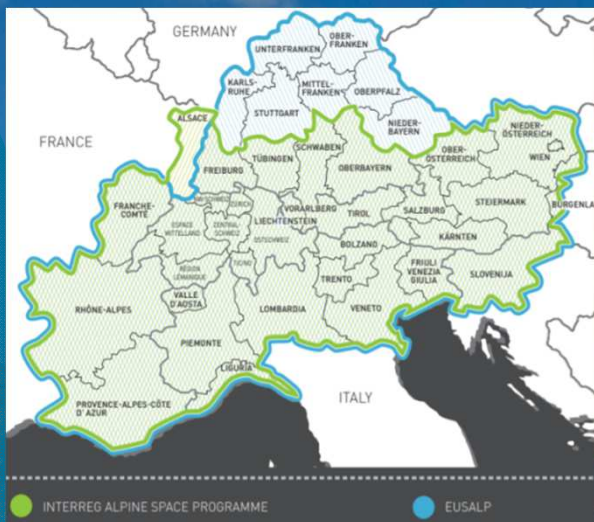 GERMANY
UNTERFRANKEN
OBER-
FRANKEN
KARLS-
RUHE
MITTEL-
FRANKEN
OBERPFALZ
STUTTGART
NIEDER-
BAYERN
ALSACE
FRANCE
FREIBURG
TÜBINGEN
SCHWABEN
OBERBAYERN
OBER-
ÖSTERREICH
NIEDER-
ÖSTERREICH
WIEN
BURGENLA
FRANCHE-
COMTÉ
NW-SCHWEIZ
ZÜRICH
ESPACE
MITTELLAND
ZENTRAL-
SCHWEIZ
OSTSCHWEIZ
LIECHTENSTEIN
VORARLBERG
TIROL
SALZBURG
STEIERMARK
KÄRNTEN
BOLZANO
RÉGION
LÉMANIQUE
TICINO
TRENTO
FRIULI
VENEZIA
GIULIA
SLOVENIJA
RHÔNE-ALPES
VALLE
D'AOSTA
LOMBARDIA
VENETO
PIEMONTE
LIGURIA
PROVENCE-ALPES-CÔTE
D' AZUR
ITALY
INTERREG ALPINE SPACE PROGRAMME
EUSALP